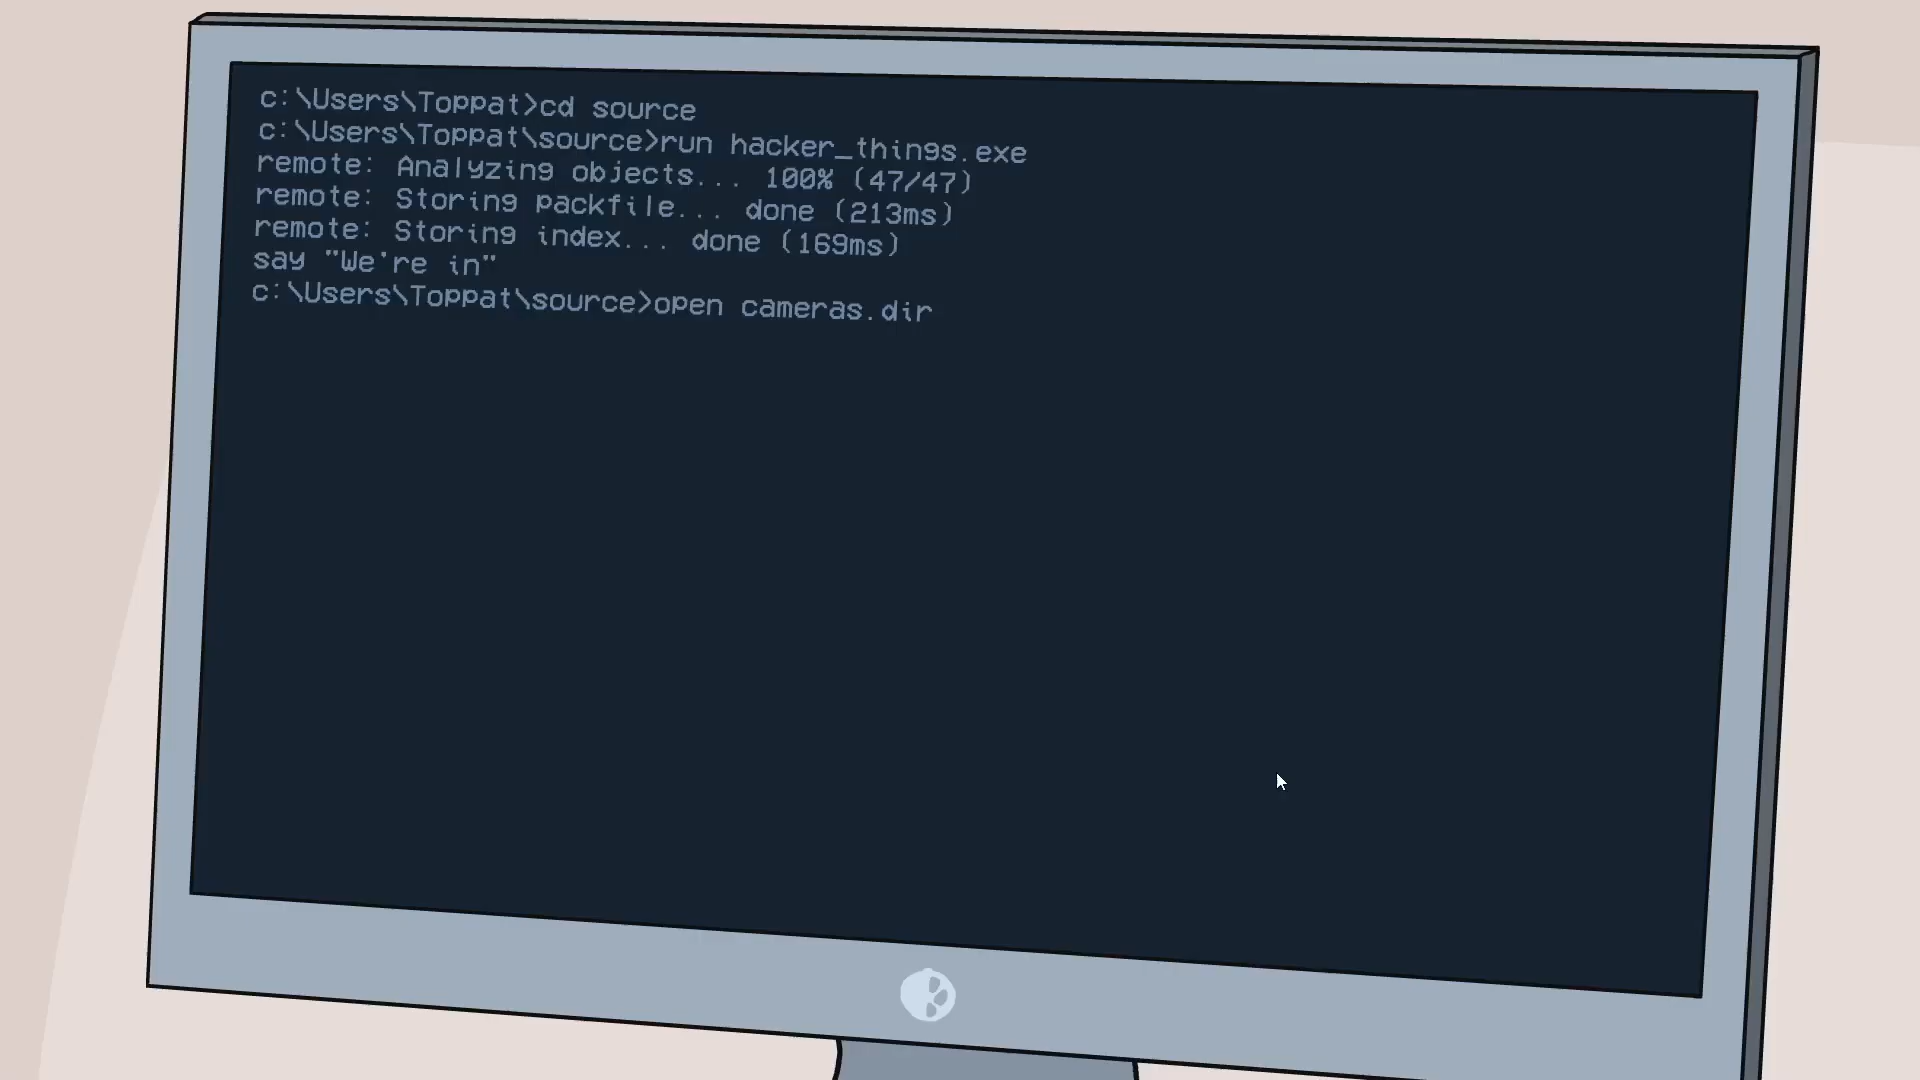 c:\Users\Toppat>cd source
c:\Users\Toppat\source>run hacker_things.exe
remote: Analyzing objects... 100% (47/47)
remote: Storing packfile... done (213ms)
remote: Storing index... done (169ms)
say "We're in"
c:\Users\Toppat\source>open cameras.dir